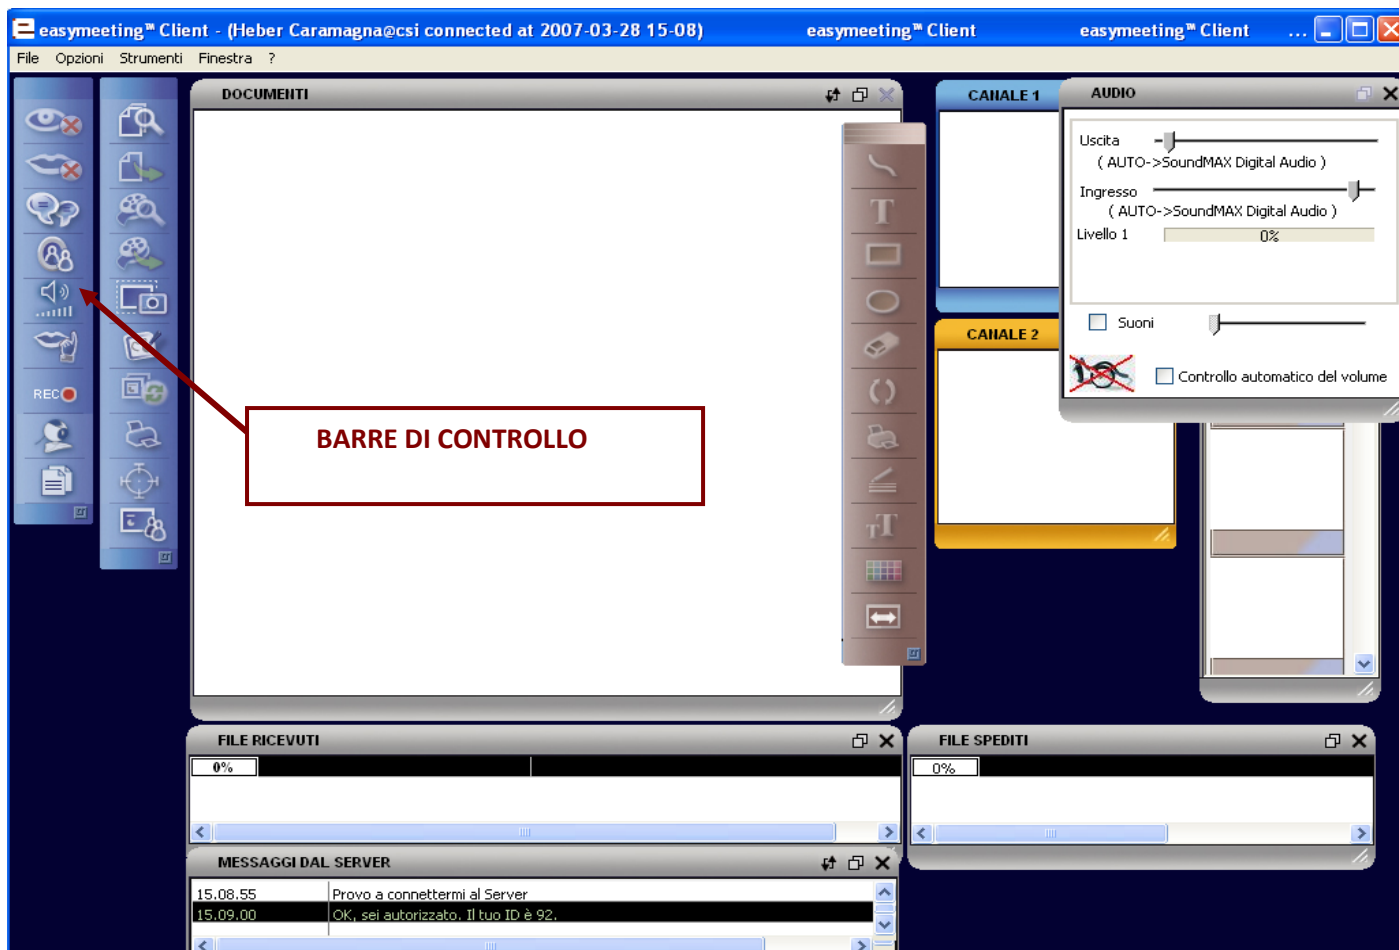 easymeeting™ Client - (Heber Caramagna@csi connected at 2007-03-28 15-08) easymeeting™ Client easymeeting™ Client ...
File Opzioni Strumenti Finestra ?
DOCUMENTI
CANALE 1
AUDIO
Uscita
( AUTO->SoundMAX Digital Audio )
Ingresso
( AUTO->SoundMAX Digital Audio )
Livello 1 0%
Suoni
Controllo automatico del volume
CANALE 2
REC
T
TT
BARRE DI CONTROLLO
FILE RICEVUTI
0%
FILE SPEDITI
0%
MESSAGGI DAL SERVER
15.08.55 Provo a connettermi al Server
15.09.00 OK, sei autorizzato. Il tuo ID è 92.